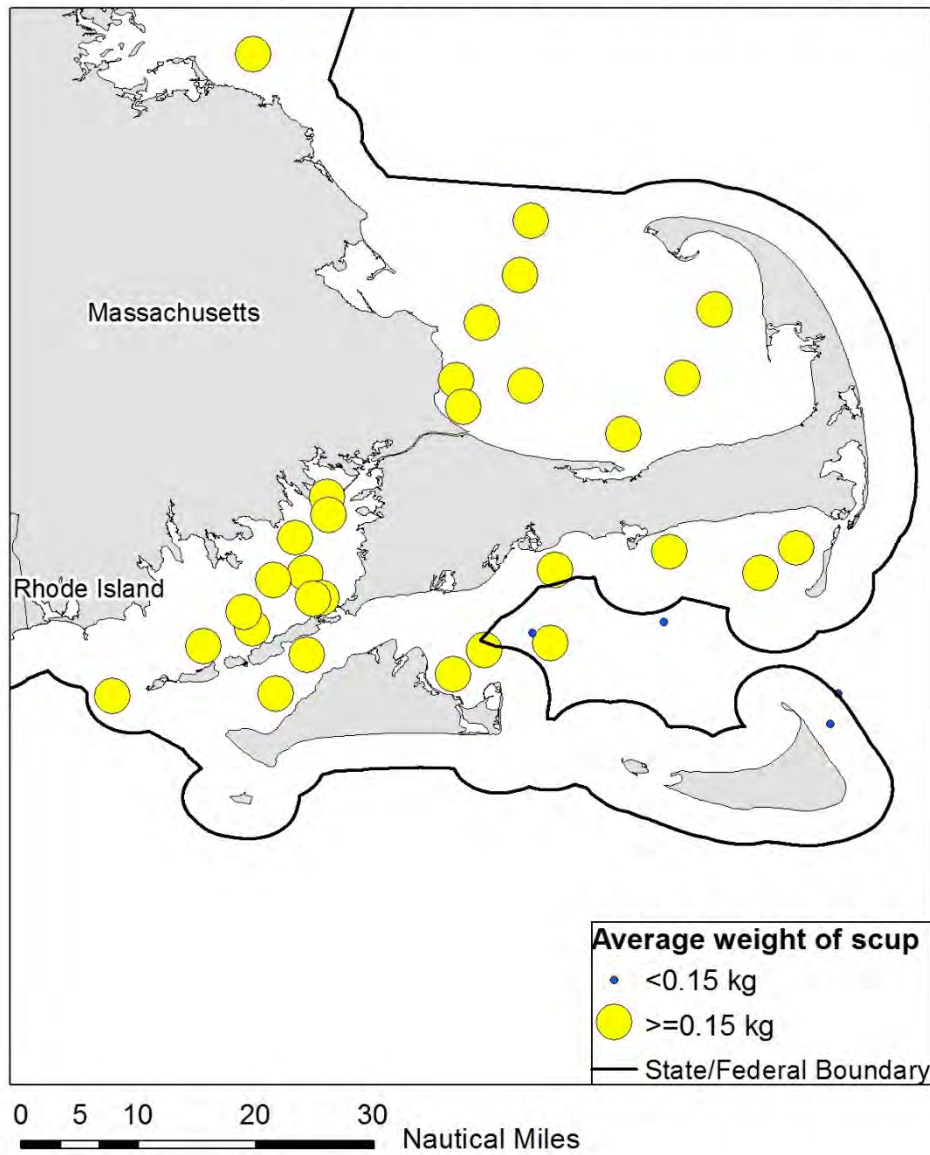 Massachusetts
Rhode Island
Average weight of scup
<0.15 kg
>=0.15 kg
State/Federal Boundary
0 5 10 20 30
Nautical Miles